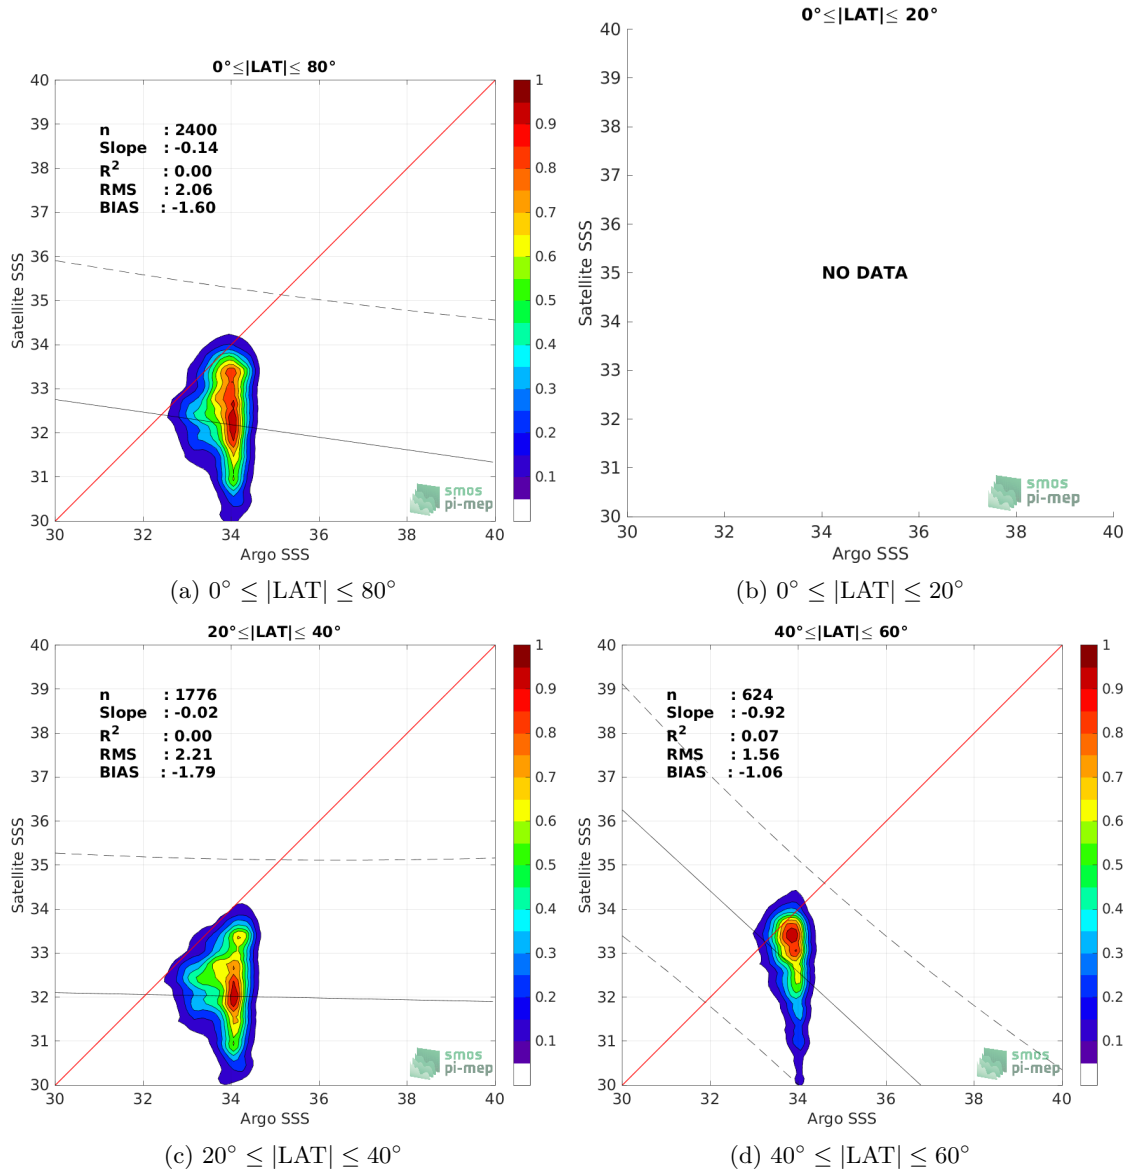 0°≤|LAT|≤ 80°
40
39
38
37
36
35
34
33
32
31
30
Satellite SSS
n : 2400
Slope : -0.14
R² : 0.00
RMS : 2.06
BIAS : -1.60
smos
pi-mep
30 32 34 36 38 40
Argo SSS
1
0.9
0.8
0.7
0.6
0.5
0.4
0.3
0.2
0.1
(a) 0° ≤ |LAT| ≤ 80°
0°≤|LAT|≤ 20°
40
39
38
37
36
35
34
33
32
31
30
Satellite SSS
NO DATA
smos
pi-mep
30 32 34 36 38 40
Argo SSS
(b) 0° ≤ |LAT| ≤ 20°
20°≤|LAT|≤ 40°
40
39
38
37
36
35
34
33
32
31
30
Satellite SSS
n : 1776
Slope : -0.02
R² : 0.00
RMS : 2.21
BIAS : -1.79
smos
pi-mep
30 32 34 36 38 40
Argo SSS
1
0.9
0.8
0.7
0.6
0.5
0.4
0.3
0.2
0.1
(c) 20° ≤ |LAT| ≤ 40°
40°≤|LAT|≤ 60°
40
39
38
37
36
35
34
33
32
31
30
Satellite SSS
n : 624
Slope : -0.92
R² : 0.07
RMS : 1.56
BIAS : -1.06
smos
pi-mep
30 32 34 36 38 40
Argo SSS
1
0.9
0.8
0.7
0.6
0.5
0.4
0.3
0.2
0.1
(d) 40° ≤ |LAT| ≤ 60°